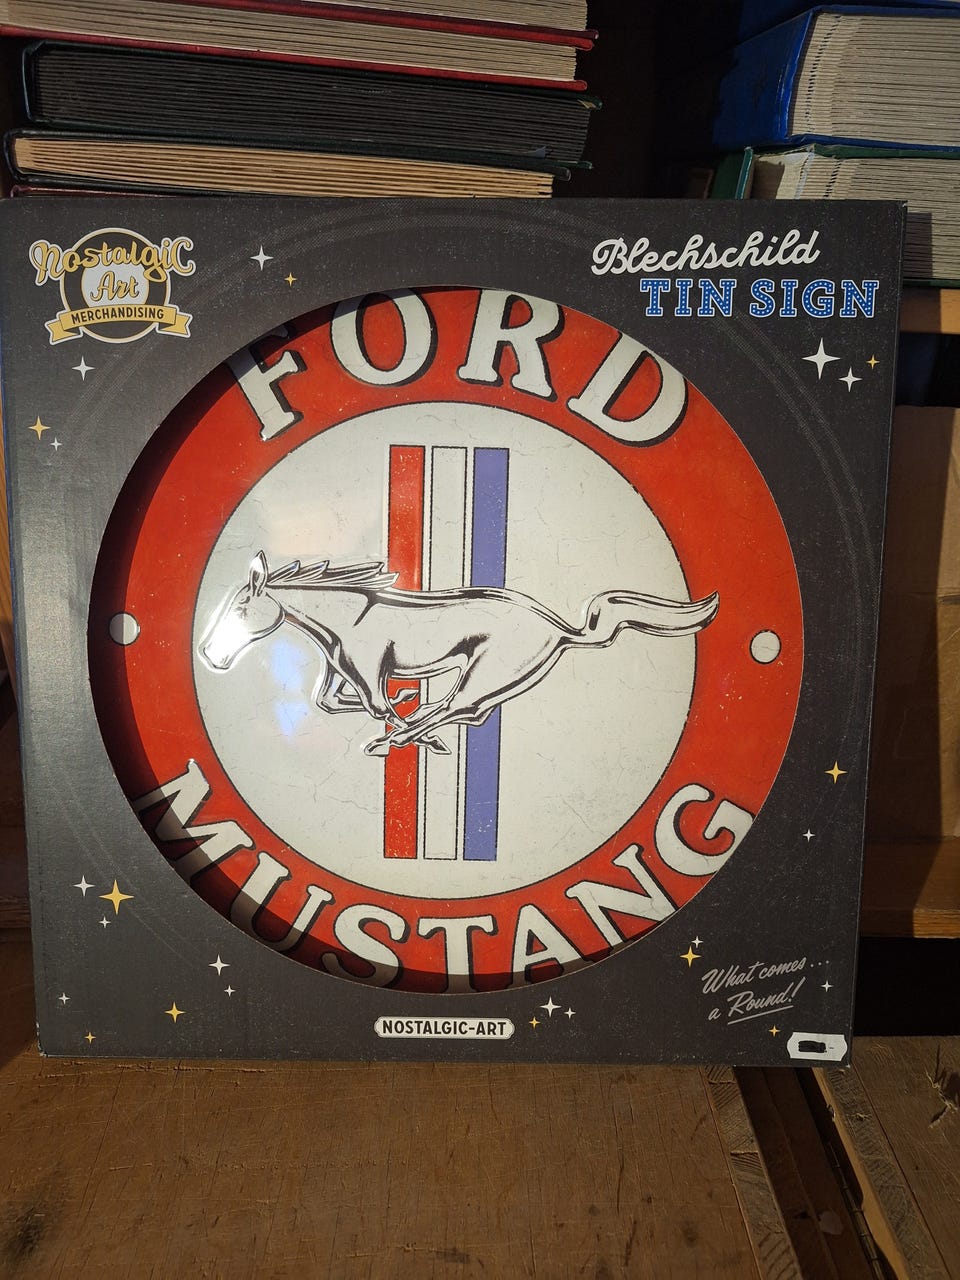 Nostalgic
Art
MERCHANDISING
Blechschild
TIN SIGN
FORD
MUSTANG
What comes...
a Round!
NOSTALGIC-ART